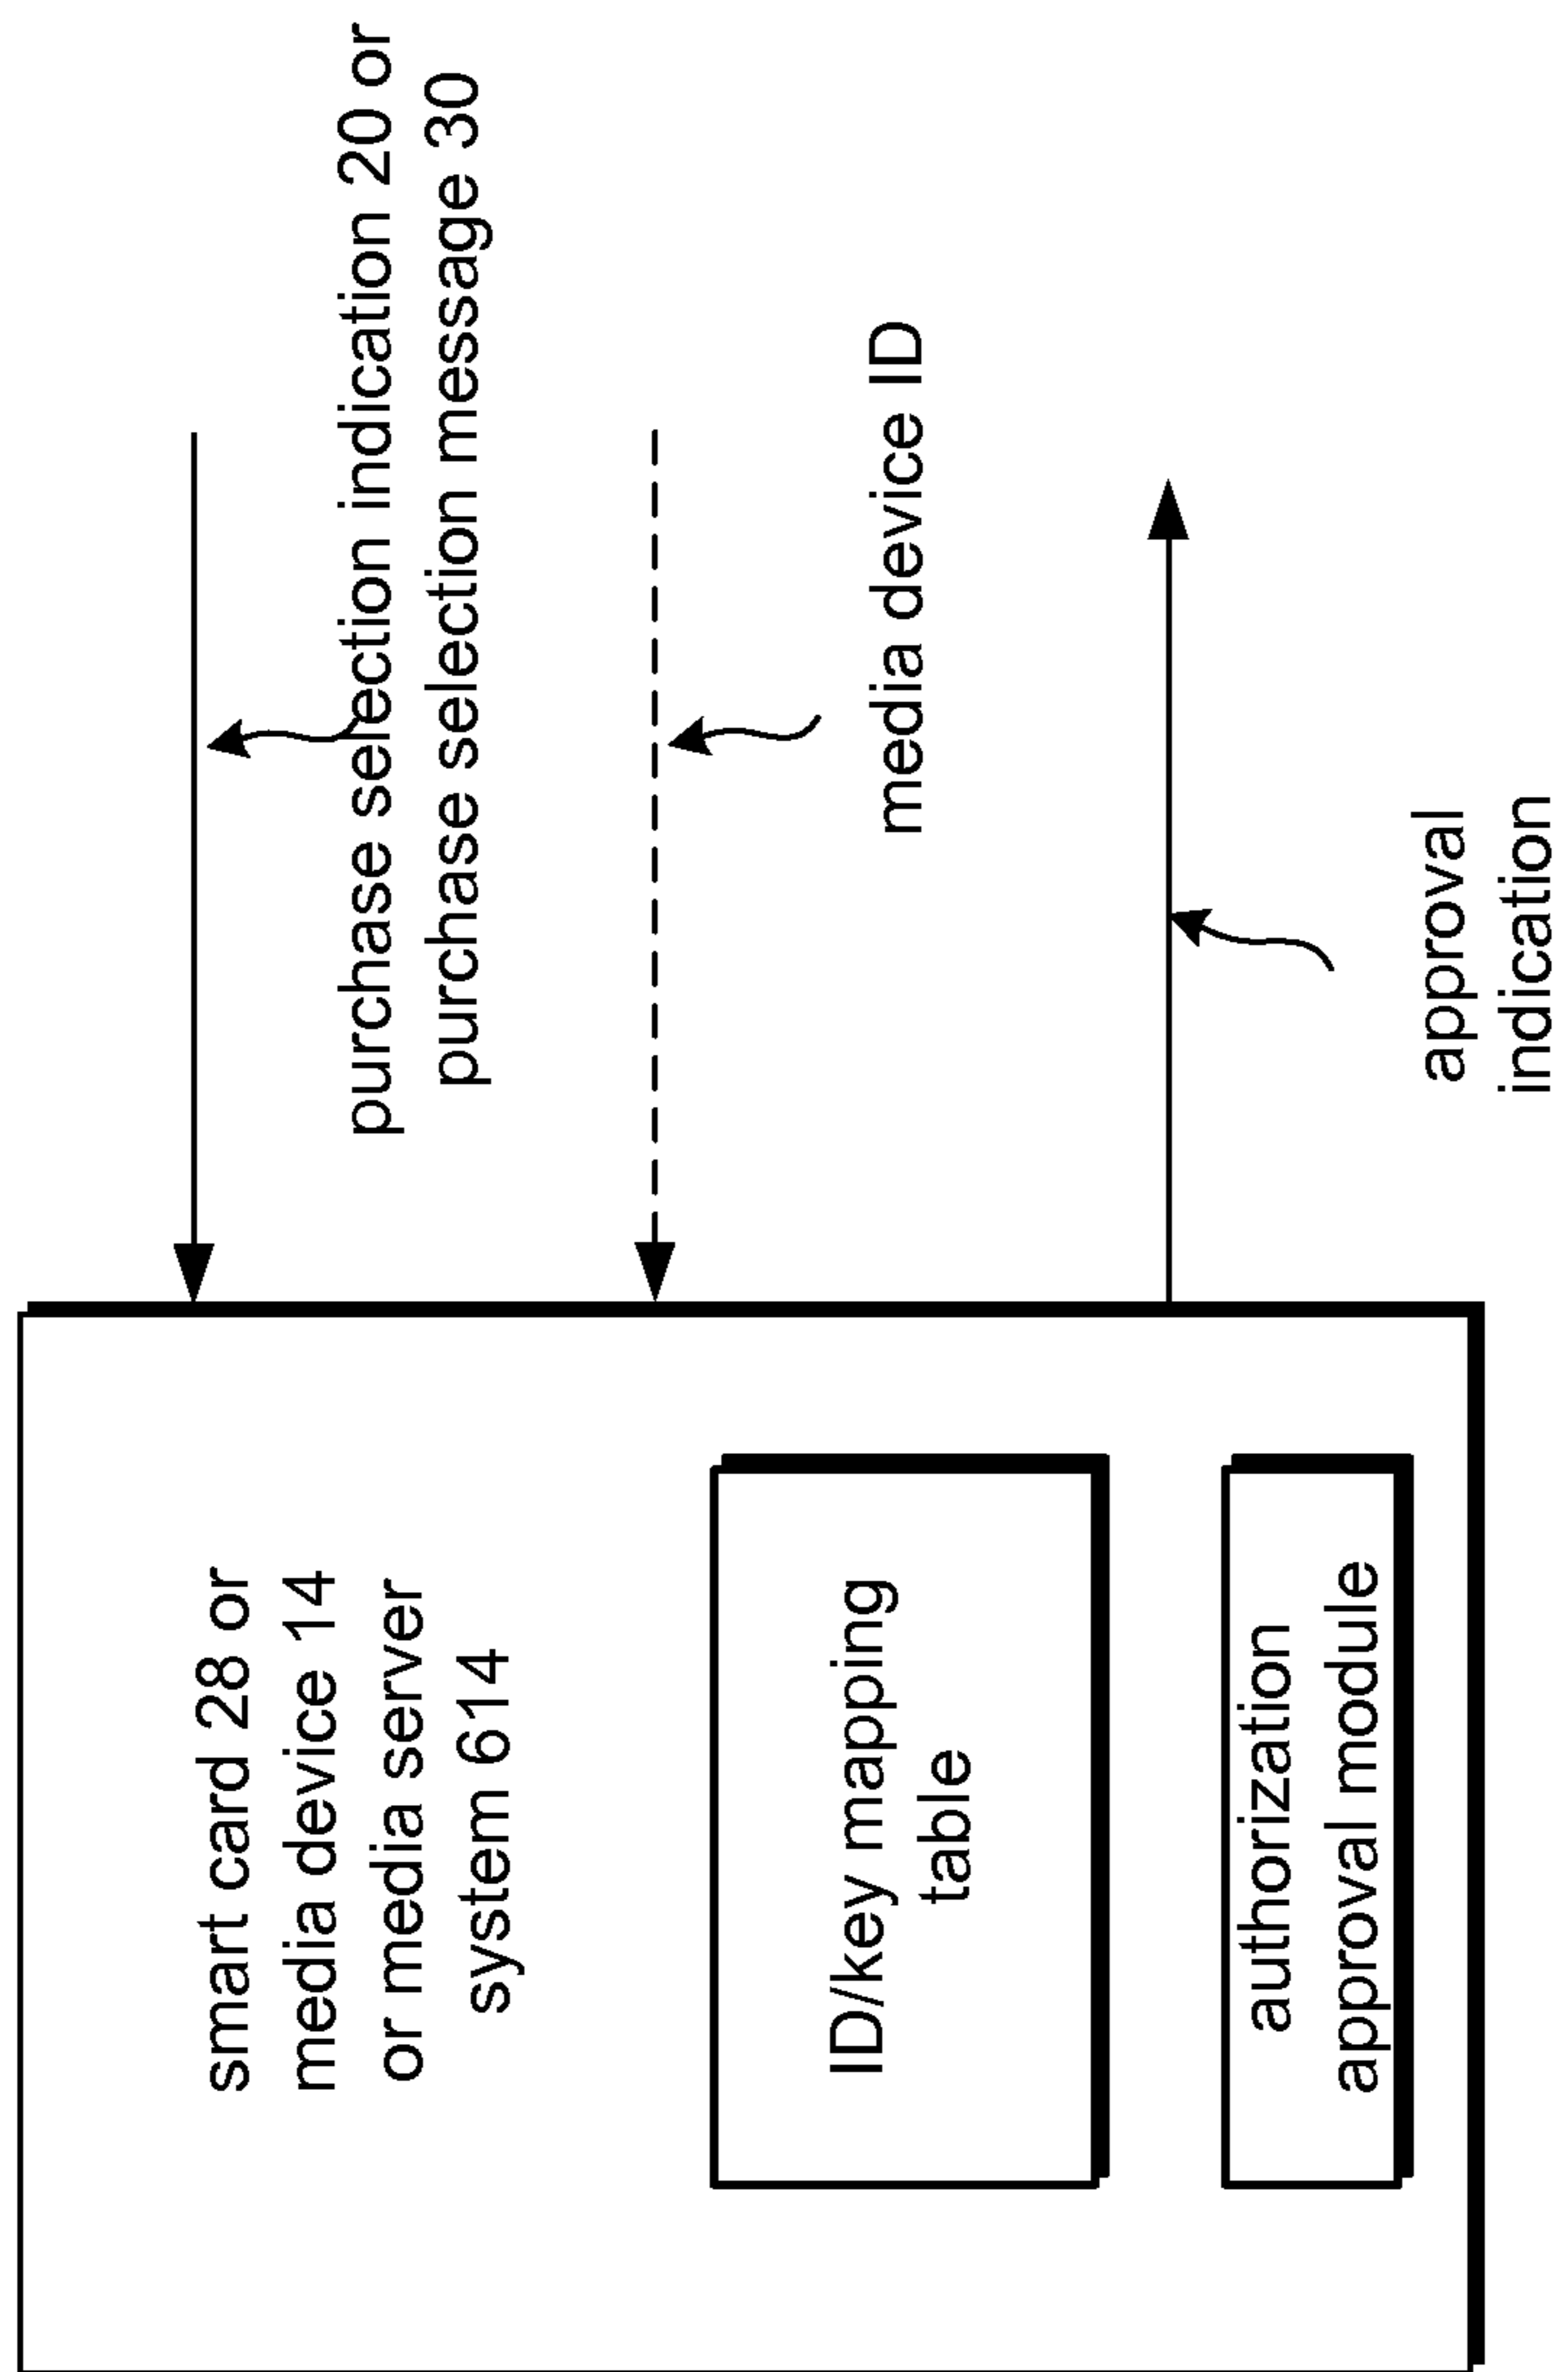 smart card 28 or
media device 14
or media server
system 614
ID/key mapping
table
authorization
approval module
purchase selection indication 20 or
purchase selection message 30
media device ID
approval
indication